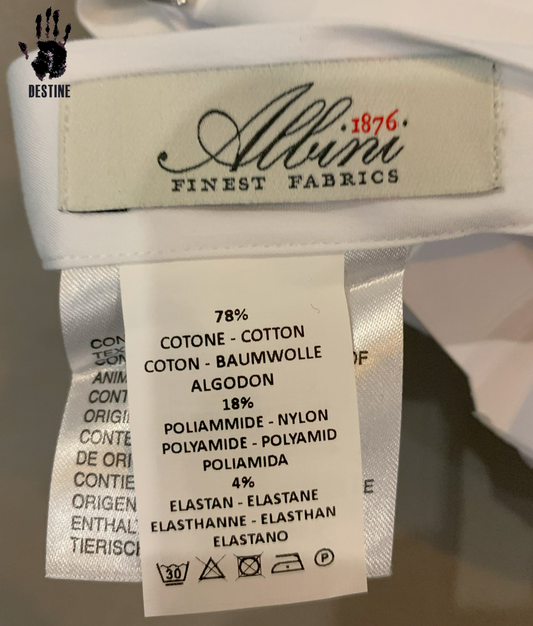 DESTINE
Albini
·1876·
FINEST FABRICS
78%
COTONE - COTTON
COTON - BAUMWOLLE
ALGODON
18%
POLIAMMIDE - NYLON
POLYAMIDE - POLYAMID
POLIAMIDA
4%
ELASTAN - ELASTANE
ELASTHANNE - ELASTHAN
ELASTANO
30
P
DE